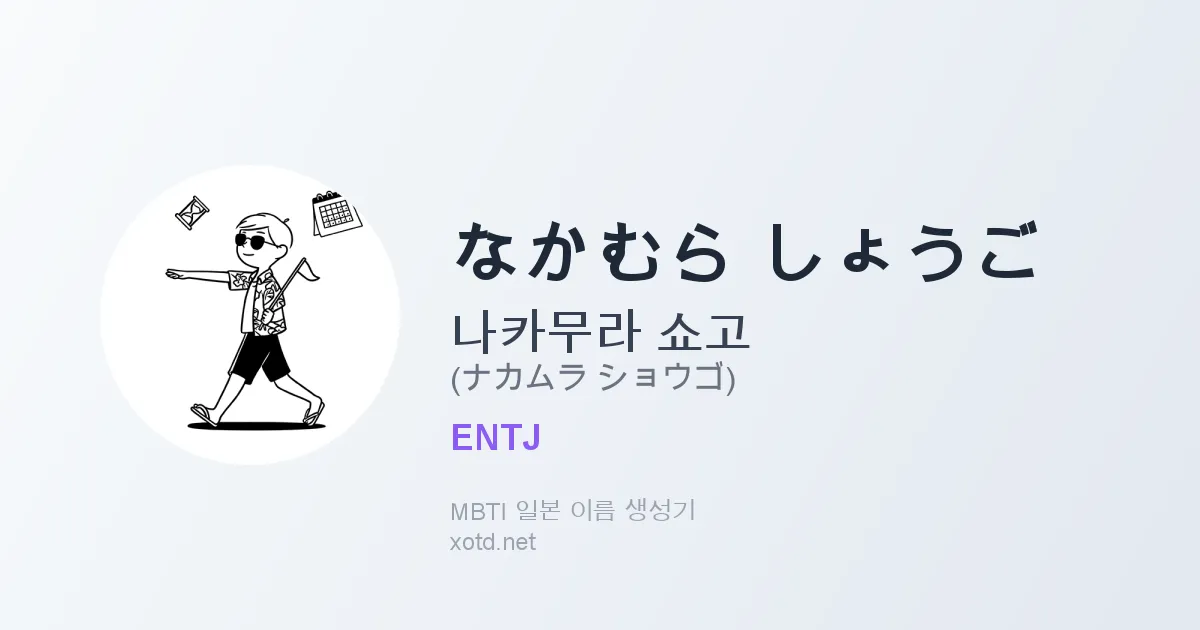 なかむら しょうご
나카무라 쇼고
(ナカムラ ショウゴ)
ENTJ
MBTI 일본 이름 생성기
xotd.net